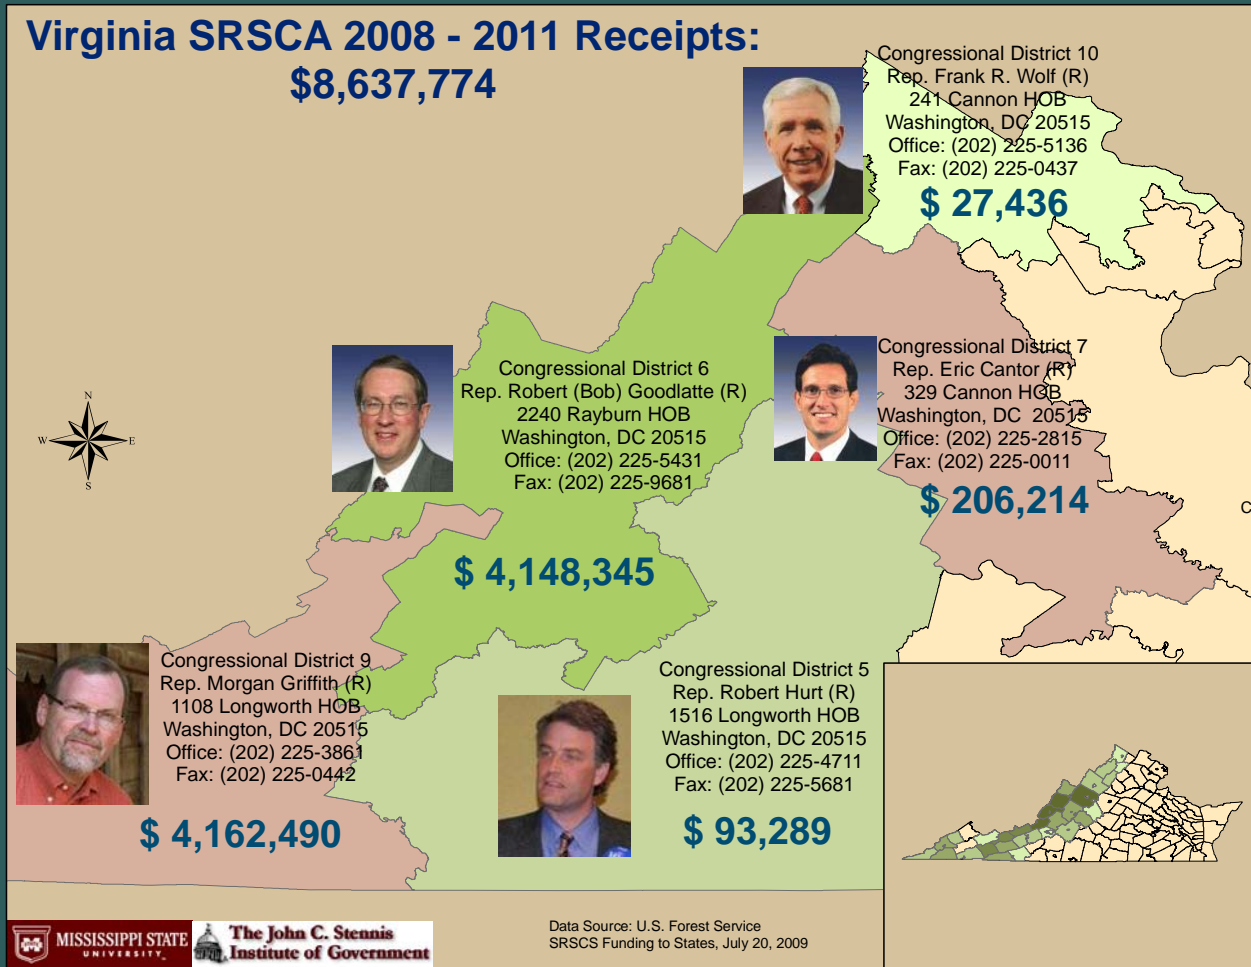 Virginia SRSCA 2008 - 2011 Receipts:
$8,637,774
Congressional District 10
Rep. Frank R. Wolf (R)
241 Cannon HOB
Washington, DC 20515
Office: (202) 225-5136
Fax: (202) 225-0437
$ 27,436
Congressional District 6
Rep. Robert (Bob) Goodlatte (R)
2240 Rayburn HOB
Washington, DC 20515
Office: (202) 225-5431
Fax: (202) 225-9681
$ 4,148,345
Congressional District 7
Rep. Eric Cantor (R)
329 Cannon HOB
Washington, DC 20515
Office: (202) 225-2815
Fax: (202) 225-0011
$ 206,214
C
N
W
E
S
Congressional District 9
Rep. Morgan Griffith (R)
1108 Longworth HOB
Washington, DC 20515
Office: (202) 225-3861
Fax: (202) 225-0442
$ 4,162,490
Congressional District 5
Rep. Robert Hurt (R)
1516 Longworth HOB
Washington, DC 20515
Office: (202) 225-4711
Fax: (202) 225-5681
$ 93,289
MISSISSIPPI STATE
UNIVERSITY
The John C. Stennis
Institute of Government
Data Source: U.S. Forest Service
SRSCS Funding to States, July 20, 2009